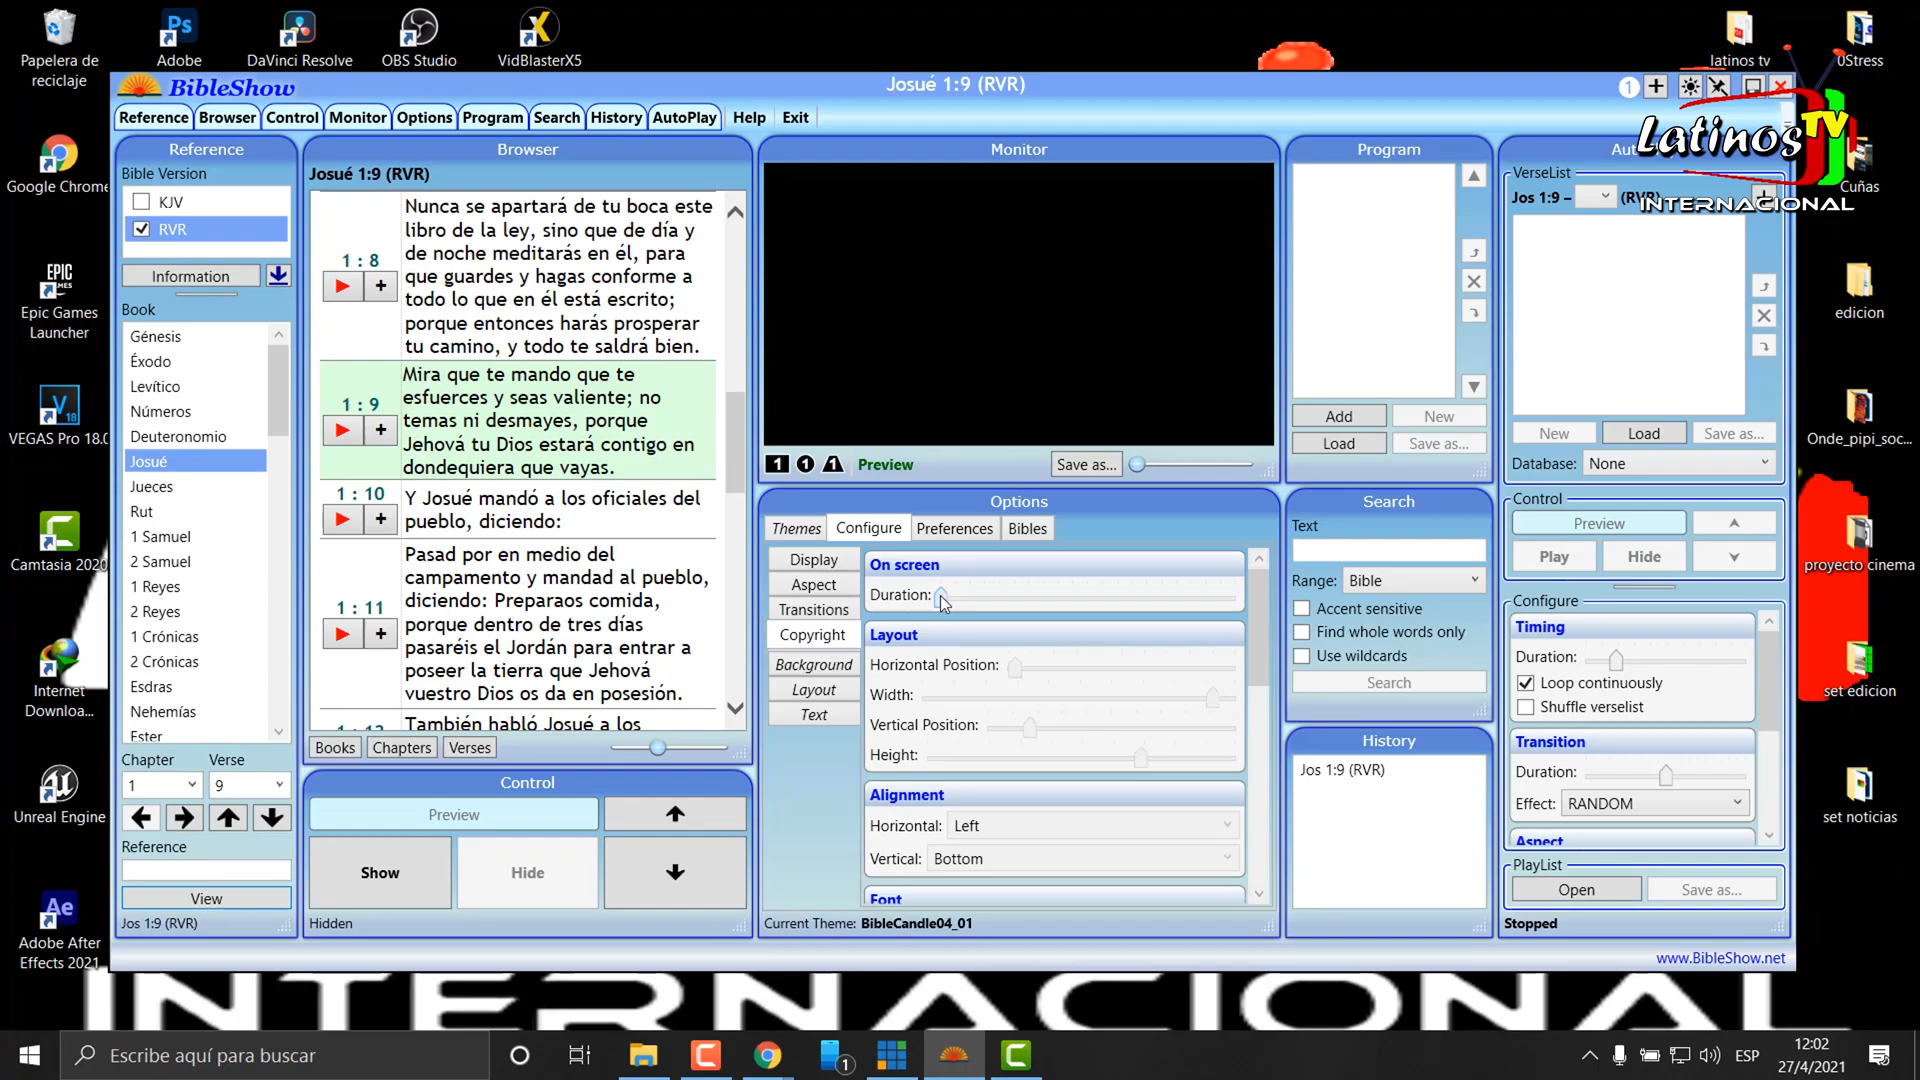 Papelera de
reciclaje
Adobe
DaVinci Resolve
OBS Studio
VidBlasterX5
latinos tv
0Stress
BibleShow
Josué 1:9 (RVR)
1
Reference
Browser
Control
Monitor
Options
Program
Search
History
AutoPlay
Help
Exit
Latinos TV
INTERNACIONAL
Google Chrome
Epic Games
Launcher
VEGAS Pro 18.0
Camtasia 2020
Internet
Downloa...
Unreal Engine
Adobe After
Effects 2021
Reference
Bible Version
KJV
RVR
Information
Book
Génesis
Éxodo
Levítico
Números
Deuteronomio
Josué
Jueces
Rut
1 Samuel
2 Samuel
1 Reyes
2 Reyes
1 Crónicas
2 Crónicas
Esdras
Nehemías
Ester
Chapter
Verse
1
9
Reference
View
Jos 1:9 (RVR)
Browser
Josué 1:9 (RVR)
1 : 8
Nunca se apartará de tu boca este
libro de la ley, sino que de día y
de noche meditarás en él, para
que guardes y hagas conforme a
todo lo que en él está escrito;
porque entonces harás prosperar
tu camino, y todo te saldrá bien.
1 : 9
Mira que te mando que te
esfuerces y seas valiente; no
temas ni desmayes, porque
Jehová tu Dios estará contigo en
dondequiera que vayas.
1 : 10
Y Josué mandó a los oficiales del
pueblo, diciendo:
1 : 11
Pasad por en medio del
campamento y mandad al pueblo,
diciendo: Preparaos comida,
porque dentro de tres días
pasaréis el Jordán para entrar a
poseer la tierra que Jehová
vuestro Dios os da en posesión.
También habló Josué a los
Books
Chapters
Verses
Control
Preview
Show
Hide
Hidden
Monitor
1
1
1
Preview
Save as...
Options
Themes
Configure
Preferences
Bibles
Display
Aspect
Transitions
Copyright
Background
Layout
Text
On screen
Duration:
Layout
Horizontal Position:
Width:
Vertical Position:
Height:
Alignment
Horizontal: Left
Vertical: Bottom
Font
Current Theme: BibleCandle04_01
Program
Add
New
Load
Save as...
Search
Text
Range: Bible
Accent sensitive
Find whole words only
Use wildcards
Search
History
Jos 1:9 (RVR)
VerseList
Jos 1:9 –
New
Load
Save as...
Database: None
Control
Preview
Play
Hide
Configure
Timing
Duration:
Loop continuously
Shuffle verselist
Transition
Duration:
Effect: RANDOM
Aspect
PlayList
Open
Save as...
Stopped
www.BibleShow.net
Cuñas
edicion
Onde_pipi_soc...
proyecto cinema
set edicion
set noticias
INTERNACIONAL
Escribe aquí para buscar
1
ESP
12:02
27/4/2021